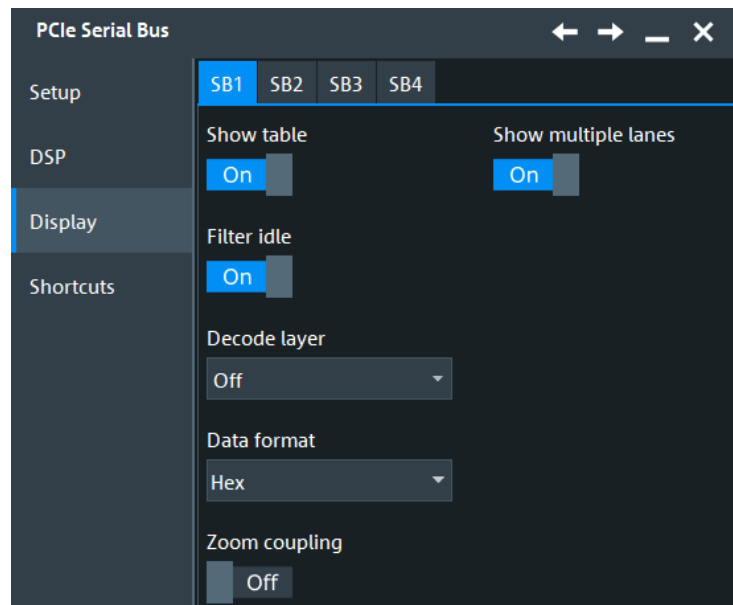 PCIe Serial Bus
Setup
DSP
Display
Shortcuts
SB1 SB2 SB3 SB4
Show table
On
Show multiple lanes
On
Filter idle
On
Decode layer
Off
Data format
Hex
Zoom coupling
Off